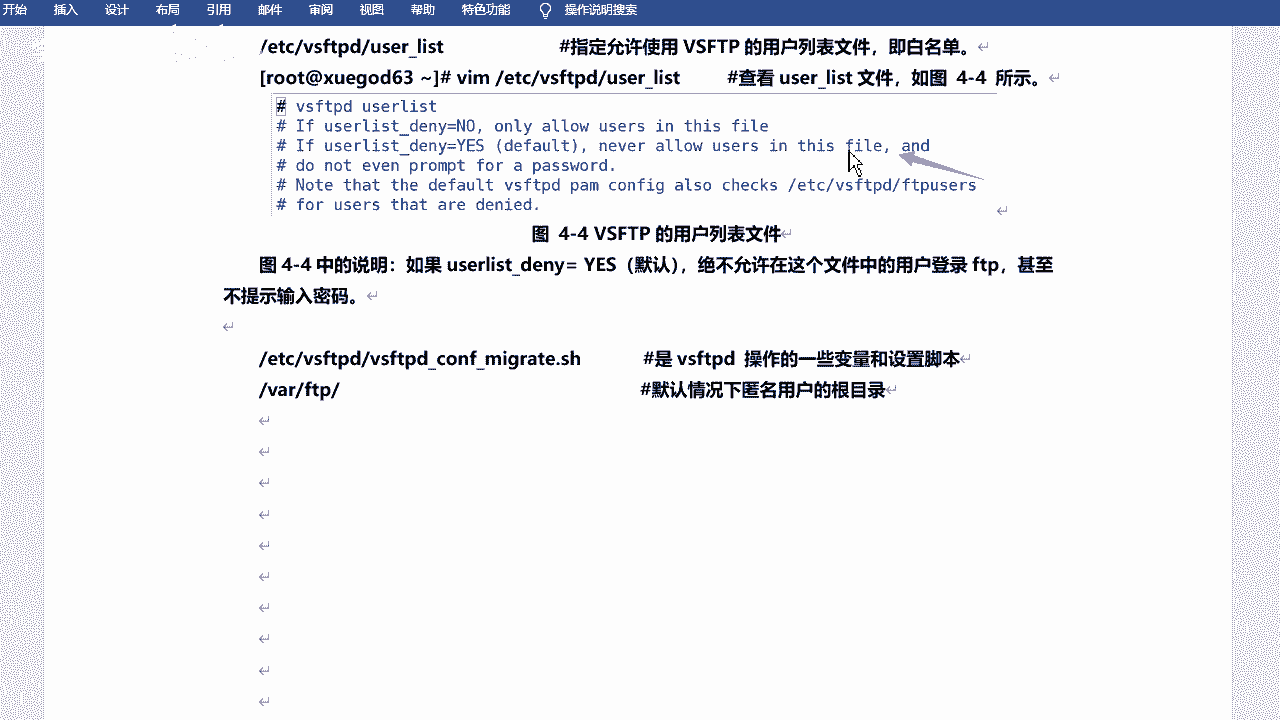 开始 插入 设计 布局 引用 邮件 审阅 视图 帮助 特色功能 操作说明搜索
/etc/vsftpd/user_list #指定允许使用 VSFTP 的用户列表文件，即白名单。
[root@xuegod63 ~]# vim /etc/vsftpd/user_list #查看 user_list 文件，如图 4-4 所示。
# vsftpd userlist
# If userlist_deny=NO, only allow users in this file
# If userlist_deny=YES (default), never allow users in this file, and
# do not even prompt for a password.
# Note that the default vsftpd pam config also checks /etc/vsftpd/ftpusers
# for users that are denied.
图 4-4 VSFTP 的用户列表文件
图 4-4 中的说明：如果 userlist_deny= YES（默认），绝不允许在这个文件中的用户登录 ftp，甚至
不提示输入密码。
/etc/vsftpd/vsftpd_conf_migrate.sh #是 vsftpd 操作的一些变量和设置脚本
/var/ftp/ #默认情况下匿名用户的根目录